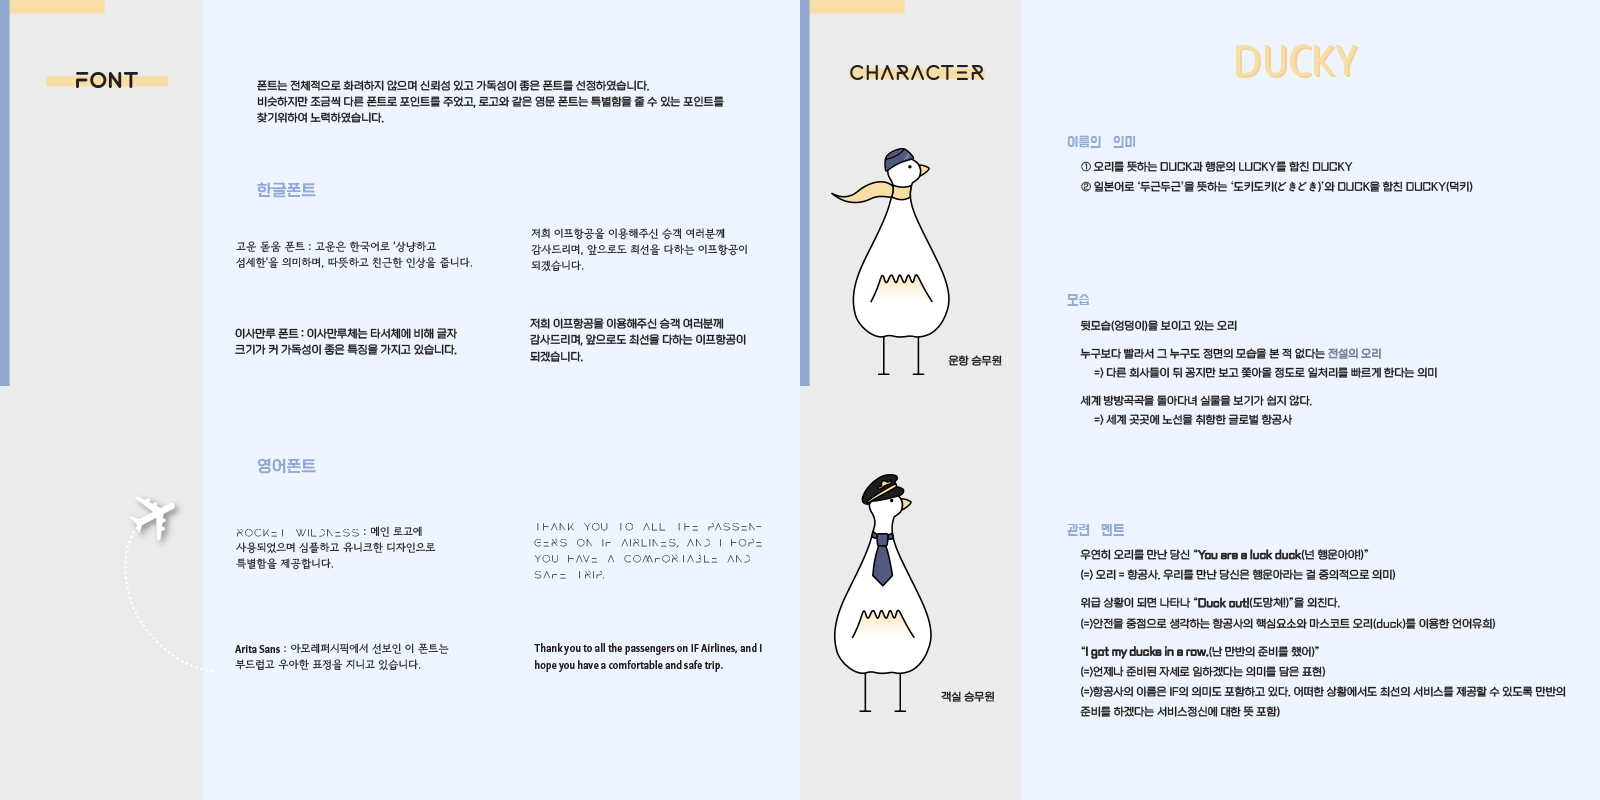 FONT
폰트는 전체적으로 화려하지 않으며 신뢰성 있고 가독성이 좋은 폰트를 선정하였습니다.
비슷하지만 조금씩 다른 폰트로 포인트를 주었고, 로고와 같은 영문 폰트는 특별함을 줄 수 있는 포인트를
찾기위하여 노력하였습니다.
한글폰트
고운 돋움 폰트 : 고운은 한국어로 '상냥하고
섬세한'을 의미하며, 따뜻하고 친근한 인상을 줍니다.
저희 이프항공을 이용해주신 승객 여러분께
감사드리며, 앞으로도 최선을 다하는 이프항공이
되겠습니다.
이사만루 폰트 : 이사만루체는 타서체에 비해 글자
크기가 커 가독성이 좋은 특징을 가지고 있습니다.
저희 이프항공을 이용해주신 승객 여러분께
감사드리며, 앞으로도 최선을 다하는 이프항공이
되겠습니다.
영어폰트
ROCKET WILDNESS : 메인 로고에
사용되었으며 심플하고 유니크한 디자인으로
특별함을 제공합니다.
THANK YOU TO ALL THE PASSEN-
GERS ON IF AIRLINES, AND I HOPE
YOU HAVE A COMFORTABLE AND
SAFE TRIP.
Arita Sans : 아모레퍼시픽에서 선보인 이 폰트는
부드럽고 우아한 표정을 지니고 있습니다.
Thank you to all the passengers on IF Airlines, and I
hope you have a comfortable and safe trip.
CHARACTER
운항 승무원
객실 승무원
DUCKY
이름의 의미
① 오리를 뜻하는 DUCK과 행운의 LUCKY를 합친 DUCKY
② 일본어로 '두근두근'을 뜻하는 '도키도키(どきどき)'와 DUCK을 합친 DUCKY(덕키)
모습
뒷모습(엉덩이)을 보이고 있는 오리
누구보다 빨라서 그 누구도 정면의 모습을 본 적 없다는 전설의 오리
=) 다른 회사들이 뒤 꽁지만 보고 쫓아올 정도로 일처리를 빠르게 한다는 의미
세계 방방곡곡을 돌아다녀 실물을 보기가 쉽지 않다.
=) 세계 곳곳에 노선을 취항한 글로벌 항공사
관련 멘트
우연히 오리를 만난 당신 “You are a luck duck(넌 행운아야!)”
(=) 오리 = 항공사. 우리를 만난 당신은 행운아라는 걸 중의적으로 의미)
위급 상황이 되면 나타나 “Duck out!(도망쳐!)”을 외친다.
(=)안전을 중점으로 생각하는 항공사의 핵심요소와 마스코트 오리(duck)를 이용한 언어유희)
“I got my ducks in a row.(난 만반의 준비를 했어)”
(=)언제나 준비된 자세로 임하겠다는 의미를 담은 표현)
(=)항공사의 이름은 IF의 의미도 포함하고 있다. 어떠한 상황에서도 최선의 서비스를 제공할 수 있도록 만반의
준비를 하겠다는 서비스정신에 대한 뜻 포함)